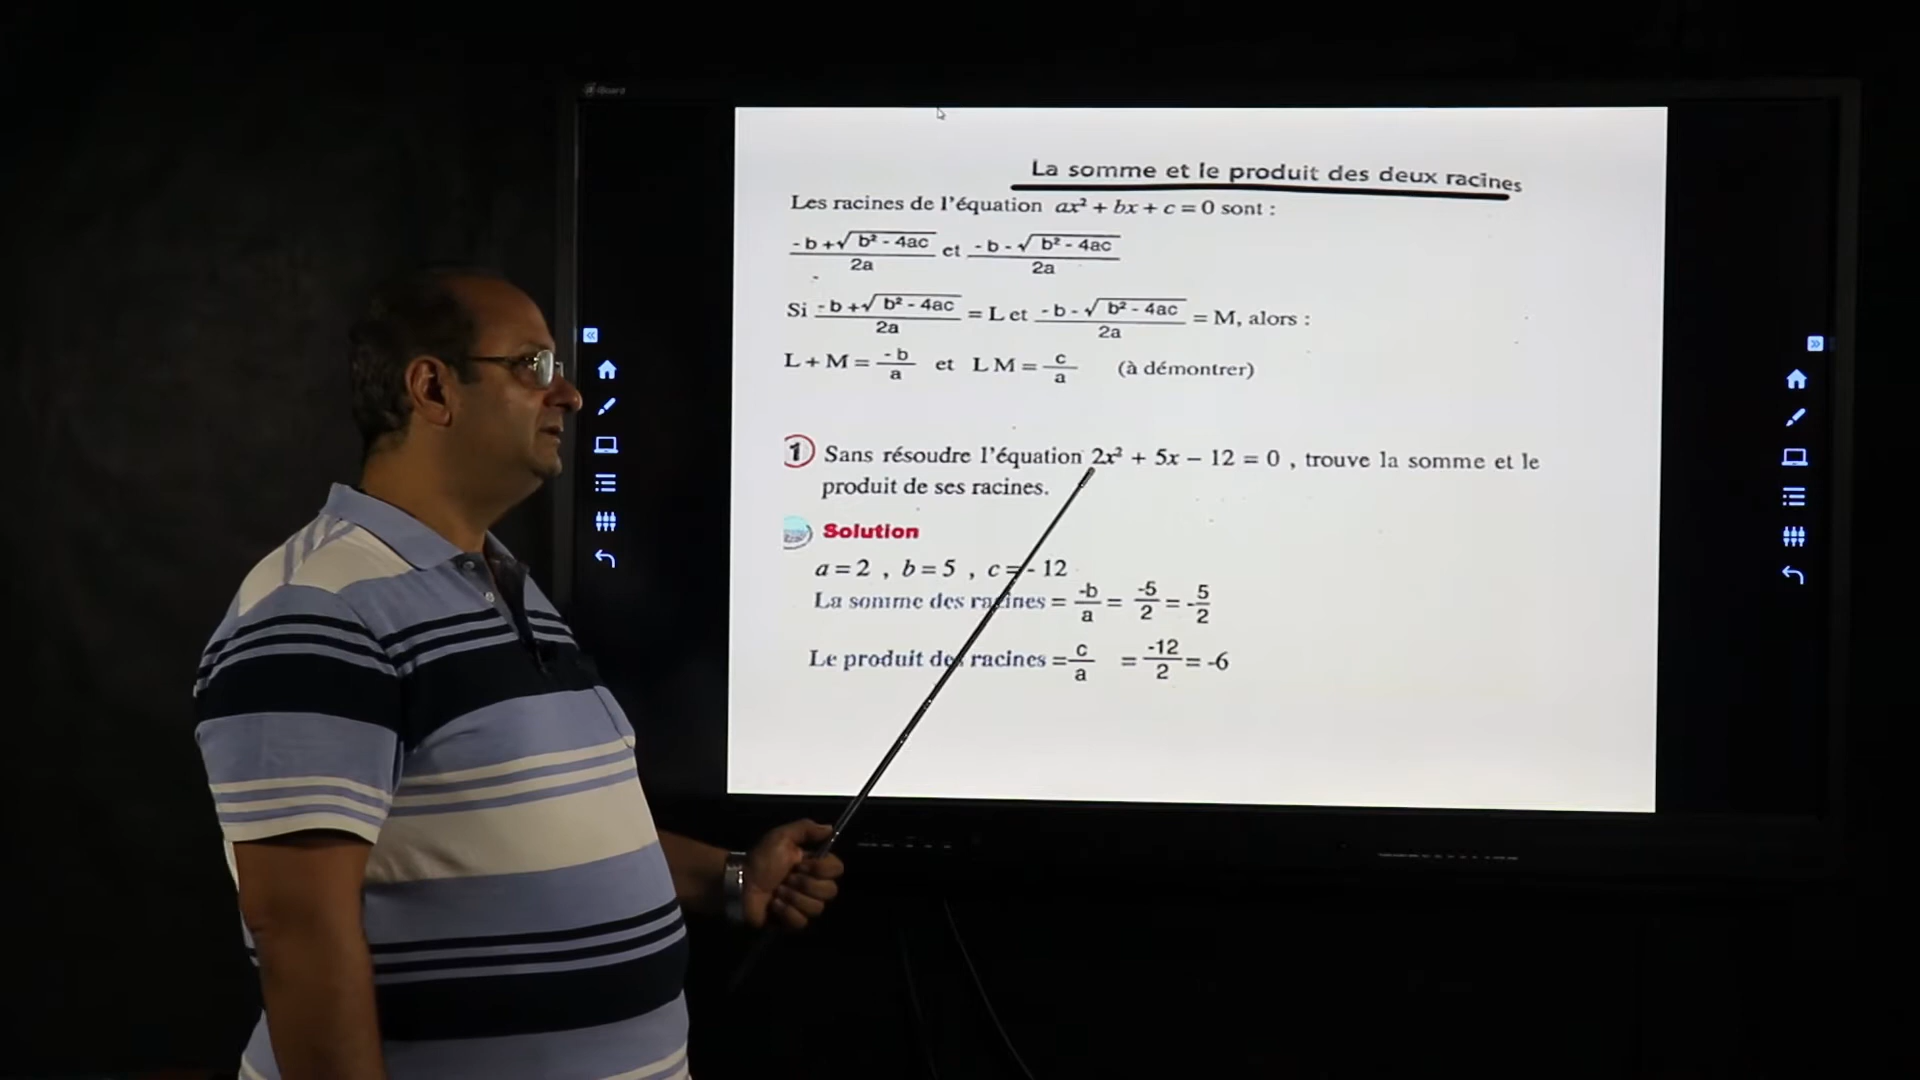 iBoard
La somme et le produit des deux racines
Les racines de l'équation ax² + bx + c = 0 sont :
-b+√b² - 4ac / 2a et -b-√b² - 4ac / 2a
Si -b+√b² - 4ac / 2a = L et -b-√b² - 4ac / 2a = M, alors :
L + M = -b/a et L M = c/a (à démontrer)
1 Sans résoudre l'équation 2x² + 5x − 12 = 0 , trouve la somme et le
produit de ses racines.
Solution
a = 2 , b = 5 , c = - 12
La somme des racines = -b/a = -5/2 = -5/2
Le produit des racines = c/a = -12/2 = -6